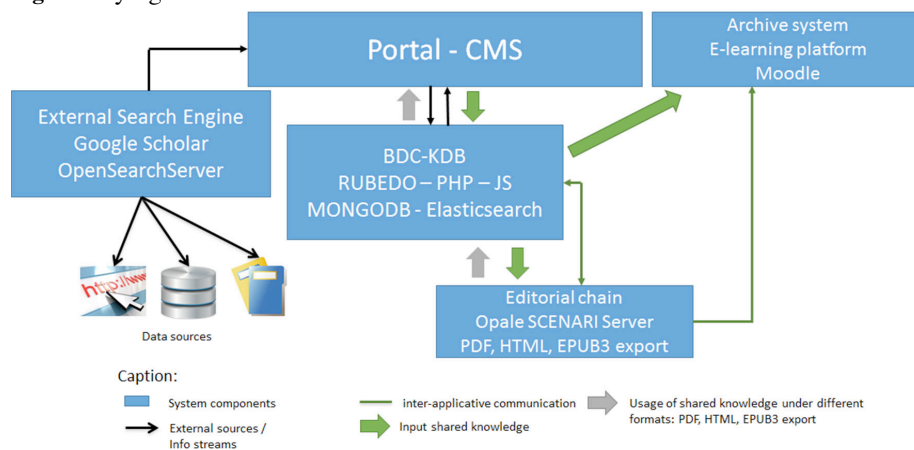 Portal - CMS
Archive system
E-learning platform
Moodle
External Search Engine
Google Scholar
OpenSearchServer
BDC-KDB
RUBEDO – PHP – JS
MONGODB - Elasticsearch
http://ww
Data sources
Editorial chain
Opale SCENARI Server
PDF, HTML, EPUB3 export
Caption:
System components
External sources /
Info streams
inter-applicative communication
Input shared knowledge
Usage of shared knowledge under different
formats: PDF, HTML, EPUB3 export